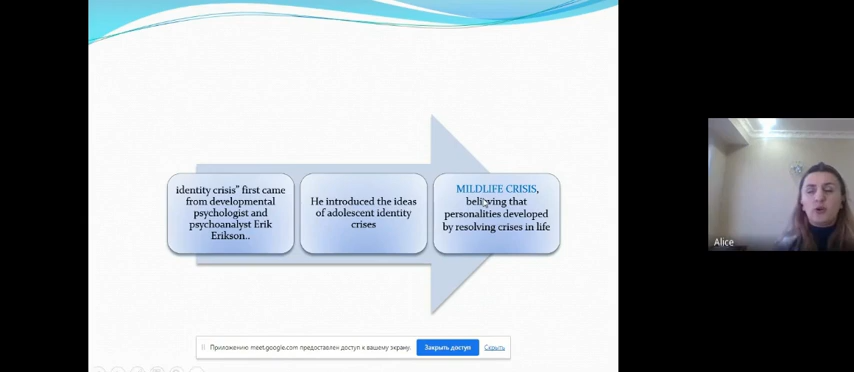 identity crisis" first came
from developmental
psychologist and
psychoanalyst Erik
Erikson..
He introduced the ideas
of adolescent identity
crises
MILDLIFE CRISIS,
believing that
personalities developed
by resolving crises in life
Приложению meet.google.com предоставлен доступ к вашему экрану.
Закрыть доступ
Скрыть
Alice